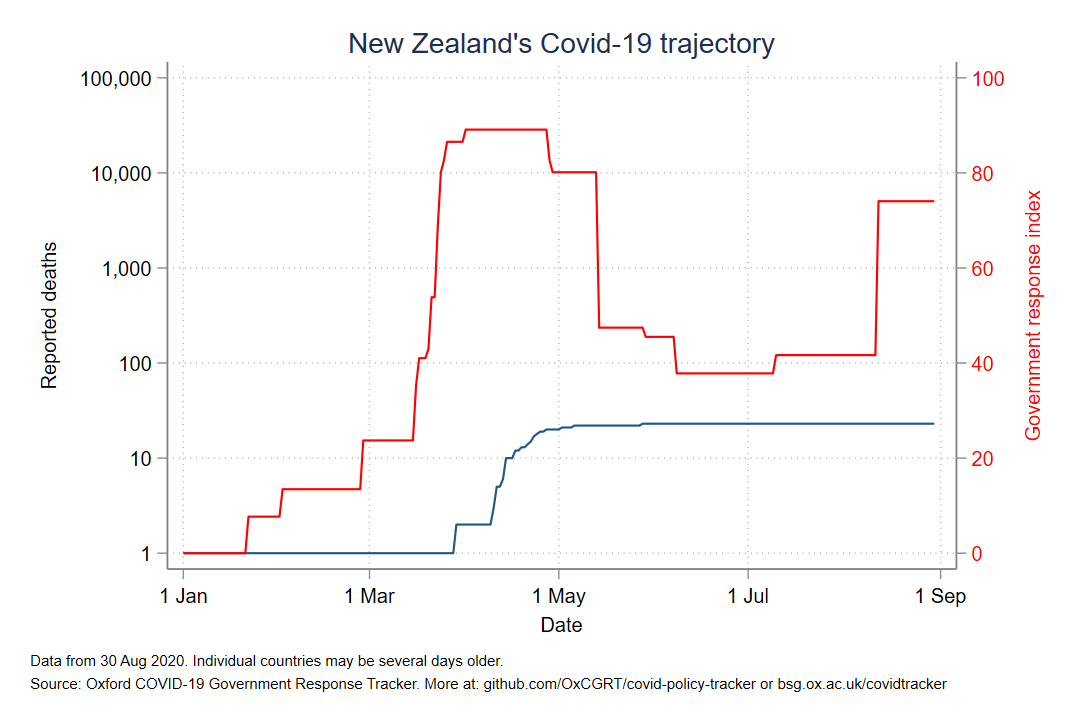 New Zealand's Covid-19 trajectory
100,000
10,000
1,000
100
10
1
Reported deaths
100
80
60
40
20
0
Government response index
1 Jan
1 Mar
1 May
1 Jul
1 Sep
Date
Data from 30 Aug 2020. Individual countries may be several days older.
Source: Oxford COVID-19 Government Response Tracker. More at: github.com/OxCGRT/covid-policy-tracker or bsg.ox.ac.uk/covidtracker